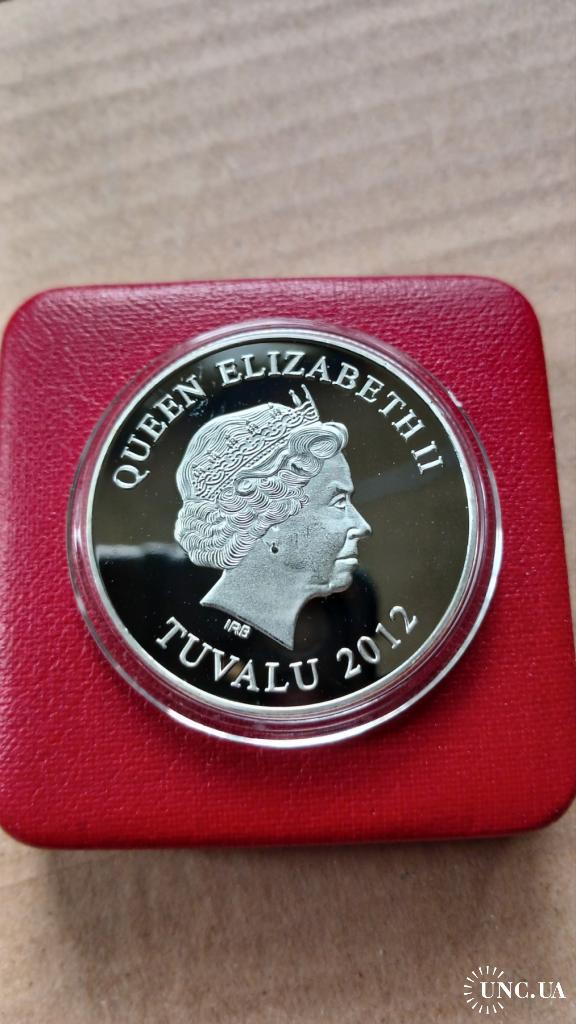 QUEEN ELIZABETH II
IRB
TUVALU 2012
UNC.UA